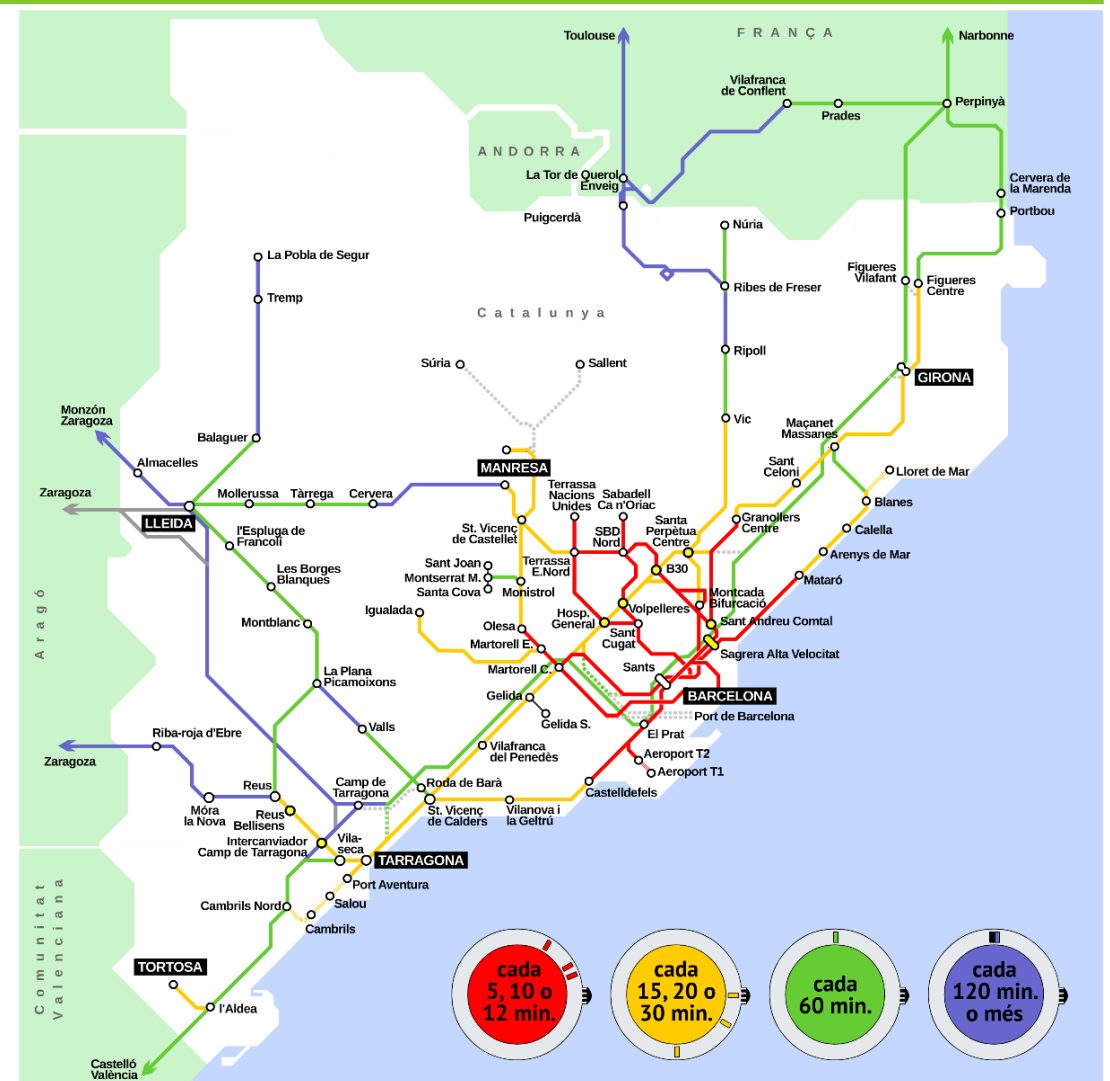 Toulouse
FRANÇA
Narbonne
Vilafranca
de Conflent
Prades
Perpinyà
ANDORRA
La Tor de Querol
Enveig
Cervera de
la Marenda
Portbou
Puigcerdà
Núria
La Pobla de Segur
Figueres
Vilafant
Figueres
Centre
Ribes de Freser
Tremp
Catalunya
Ripoll
Súria
Sallent
GIRONA
Monzón
Zaragoza
Vic
Maçanet
Massanes
Balaguer
Almacelles
MANRESA
Sant
Celoni
Lloret de Mar
Zaragoza
Mollerussa
Tàrrega
Cervera
Terrassa
Nacions
Unides
Sabadell
Ca n'Oriac
Blanes
LLEIDA
l'Espluga de
Francolí
St. Vicenç
de Castellet
SBD
Nord
Santa
Perpètua
Centre
Granollers
Centre
Calella
Arenys de Mar
Sant Joan
Montserrat M.
Santa Cova
Terrassa
E.Nord
B30
Les Borges
Blanques
Monistrol
Mataró
Montcada
Bifurcació
Igualada
Volpelleres
Aragó
Montblanc
Olesa
Hosp.
General
Sant
Cugat
Sant Andreu Comtal
Martorell E.
Sagrera Alta Velocitat
Martorell C.
Sants
La Plana
Picamoixons
BARCELONA
Gelida
Gelida S.
Port de Barcelona
Valls
El Prat
Riba-roja d'Ebre
Vilafranca
del Penedès
Aeroport T2
Zaragoza
Aeroport T1
Reus
Camp de
Tarragona
Roda de Barà
Castelldefels
Móra
la Nova
Reus
Bellisens
St. Vicenç
de Calders
Vilanova i
la Geltrú
Intercanviador
Camp de Tarragona
Vila-
seca
TARRAGONA
Port Aventura
Comunitat
Valenciana
Cambrils Nord
Salou
Cambrils
TORTOSA
l'Aldea
Castelló
València
cada
5, 10 o
12 min.
cada
15, 20 o
30 min.
cada
60 min.
cada
120 min.
o més